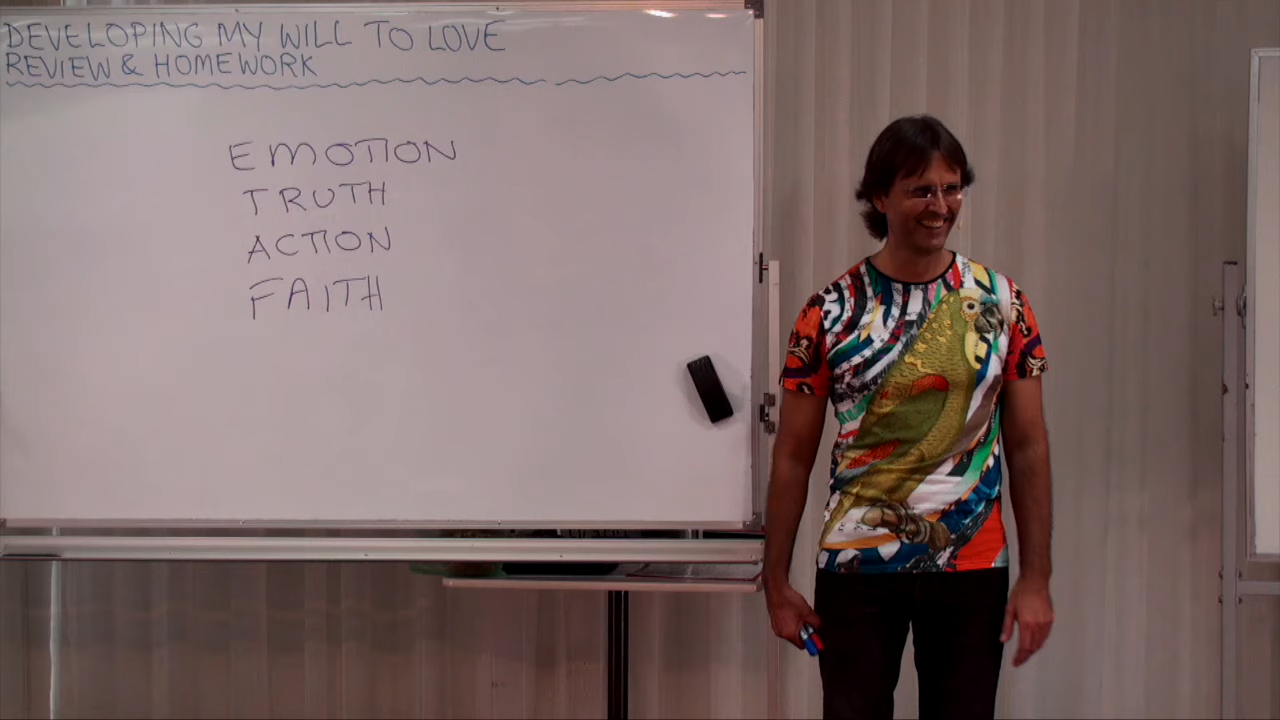 DEVELOPING MY WILL TO LOVE
REVIEW & HOMEWORK
EMOTION
TRUTH
ACTION
FAITH